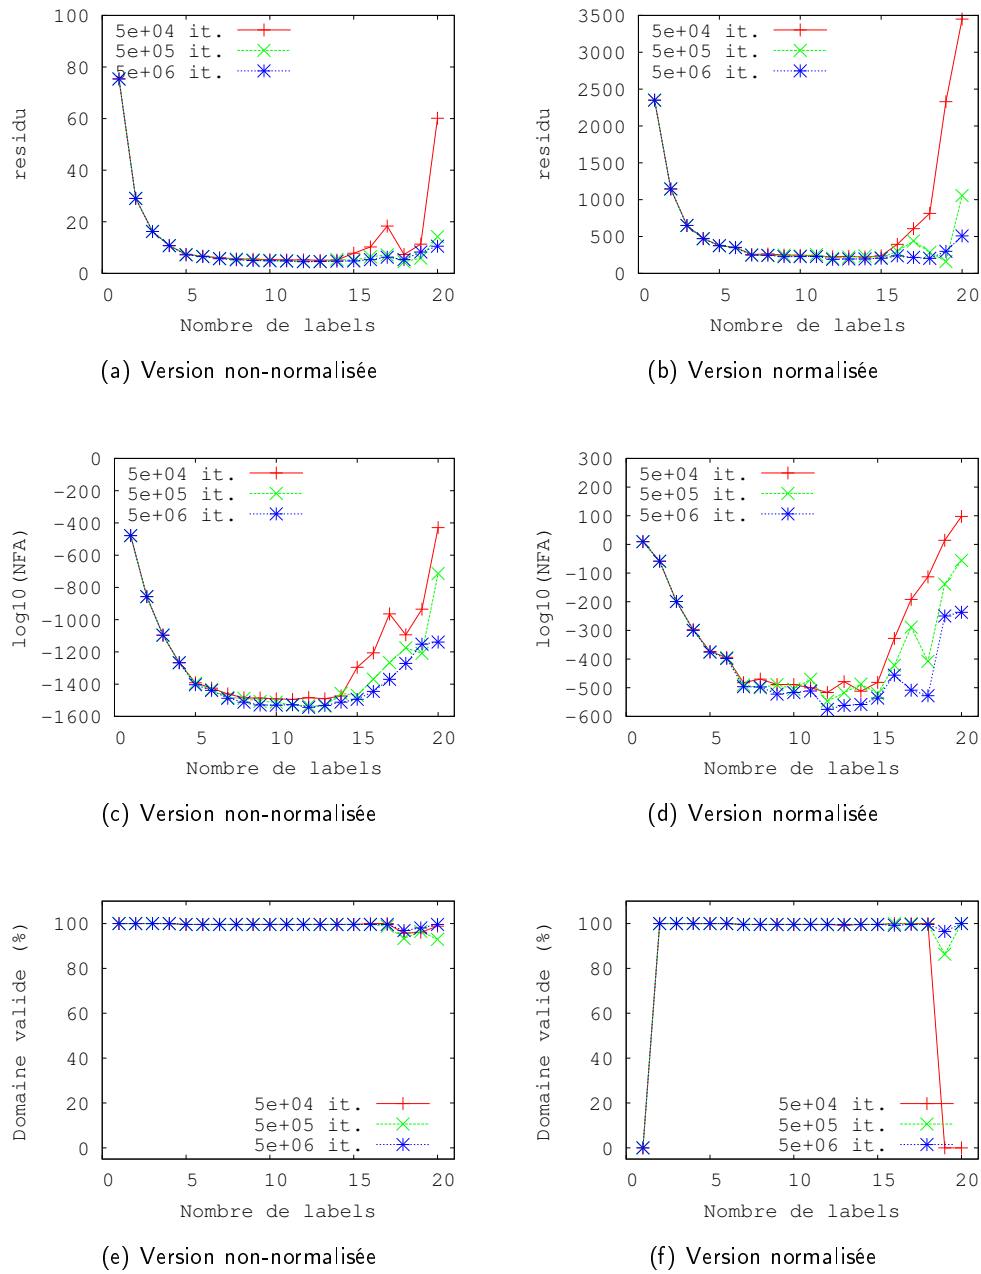 100
80
60
40
20
0
residu
5e+04 it.
5e+05 it.
5e+06 it.
0 5 10 15 20
Nombre de labels
(a) Version non-normalisée
3500
3000
2500
2000
1500
1000
500
0
residu
5e+04 it.
5e+05 it.
5e+06 it.
0 5 10 15 20
Nombre de labels
(b) Version normalisée
0
-200
-400
-600
-800
-1000
-1200
-1400
-1600
log10(NFA)
5e+04 it.
5e+05 it.
5e+06 it.
0 5 10 15 20
Nombre de labels
(c) Version non-normalisée
300
200
100
0
-100
-200
-300
-400
-500
-600
log10(NFA)
5e+04 it.
5e+05 it.
5e+06 it.
0 5 10 15 20
Nombre de labels
(d) Version normalisée
100
80
60
40
20
0
Domaine valide (%)
5e+04 it.
5e+05 it.
5e+06 it.
0 5 10 15 20
Nombre de labels
(e) Version non-normalisée
100
80
60
40
20
0
Domaine valide (%)
5e+04 it.
5e+05 it.
5e+06 it.
0 5 10 15 20
Nombre de labels
(f) Version normalisée